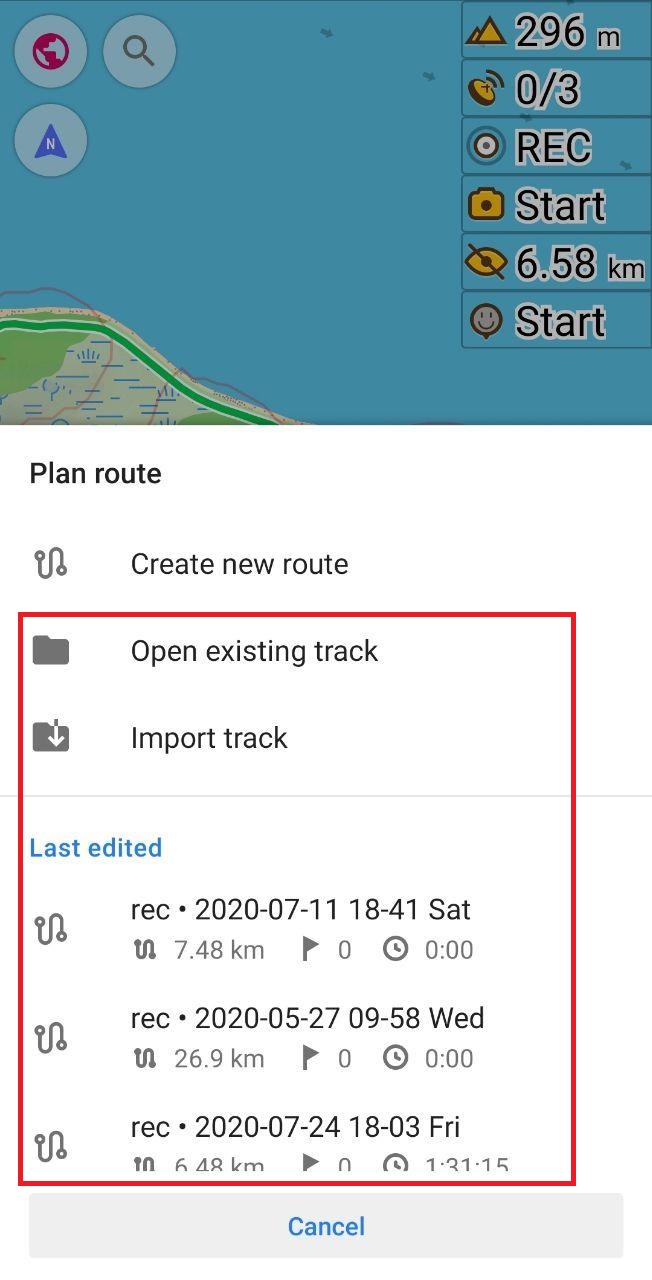 296 m
0/3
REC
N
Start
6.58 km
Start
Plan route
Create new route
Open existing track
Import track
Last edited
rec • 2020-07-11 18-41 Sat
7.48 km 0 0:00
rec • 2020-05-27 09-58 Wed
26.9 km 0 0:00
rec • 2020-07-24 18-03 Fri
6.48 km 0 1:31:15
Cancel